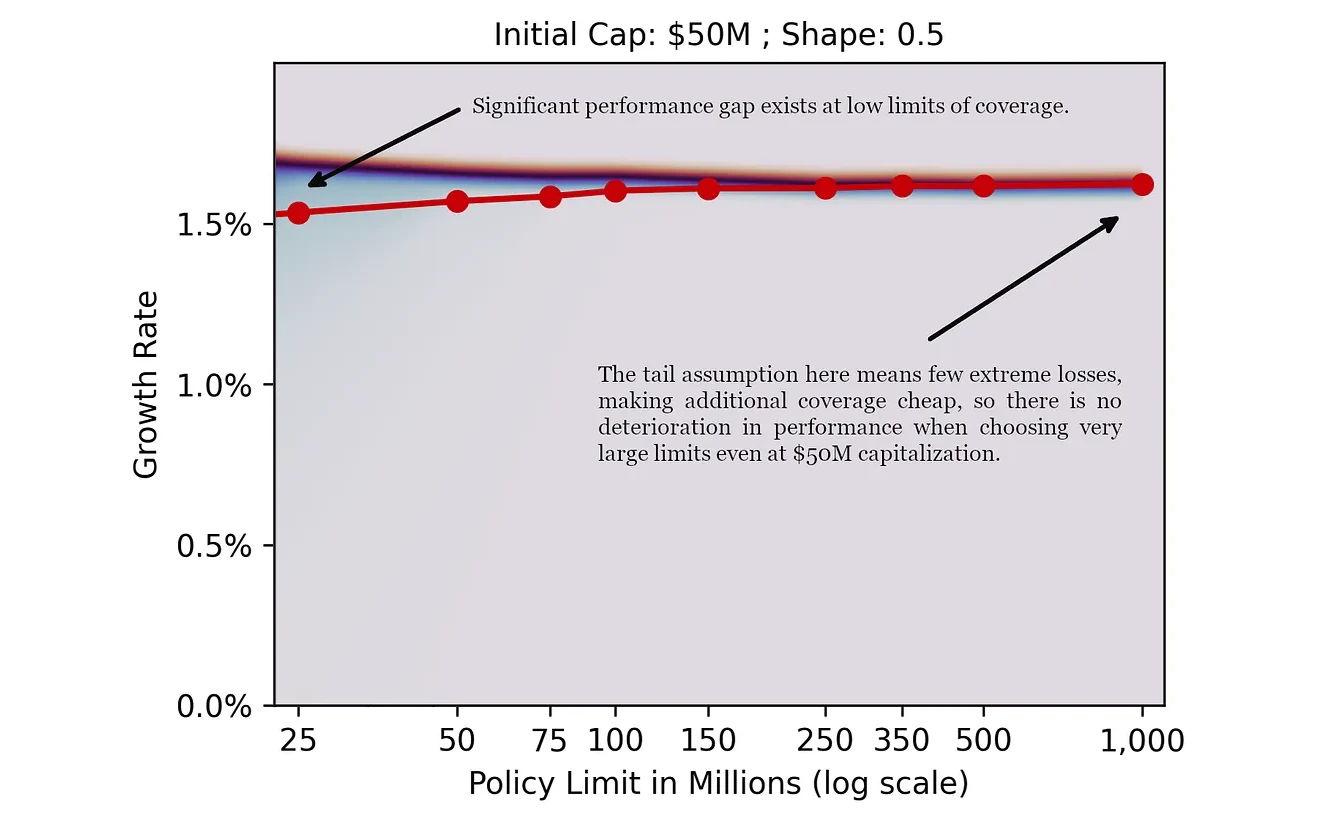 Initial Cap: $50M ; Shape: 0.5
Significant performance gap exists at low limits of coverage.
1.5%
1.0%
0.5%
0.0%
Growth Rate
The tail assumption here means few extreme losses,
making additional coverage cheap, so there is no
deterioration in performance when choosing very
large limits even at $50M capitalization.
25 50 75 100 150 250 350 500 1,000
Policy Limit in Millions (log scale)